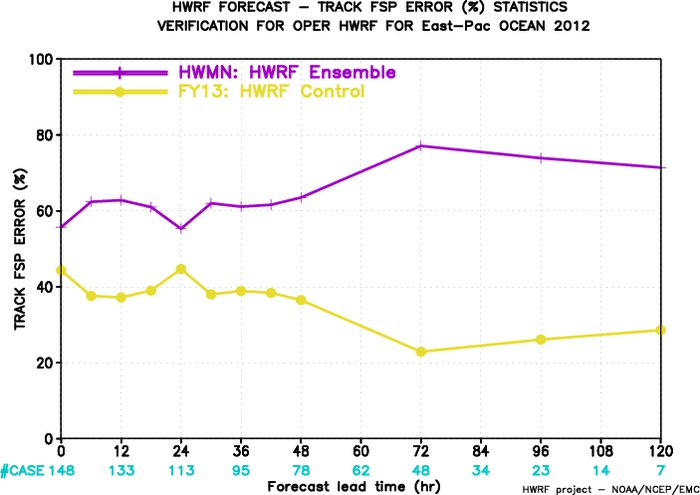 HWRF FORECAST – TRACK FSP ERROR (%) STATISTICS
VERIFICATION FOR OPER HWRF FOR East-Pac OCEAN 2012
HWMN: HWRF Ensemble
FY13: HWRF Control
TRACK FSP ERROR (%)
100
80
60
40
20
0
0 12 24 36 48 60 72 84 96 108 120
#CASE 148 133 113 95 78 62 48 34 23 14 7
Forecast lead time (hr)
HWRF project – NOAA/NCEP/EMC